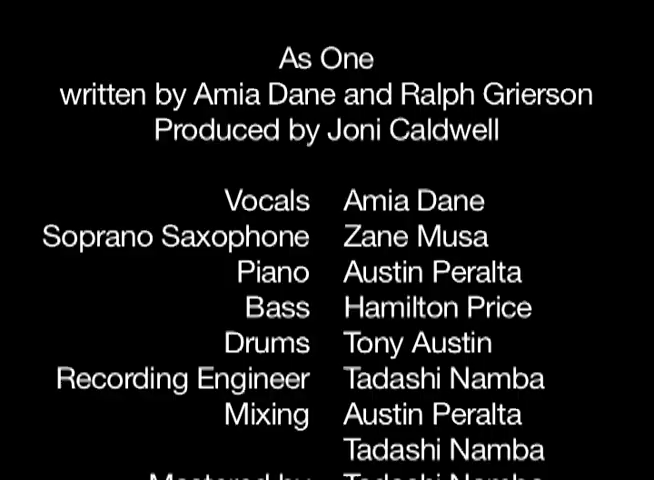 As One
written by Amia Dane and Ralph Grierson
Produced by Joni Caldwell
Vocals Amia Dane
Soprano Saxophone Zane Musa
Piano Austin Peralta
Bass Hamilton Price
Drums Tony Austin
Recording Engineer Tadashi Namba
Mixing Austin Peralta
Tadashi Namba
Mastered by Tadashi Namba